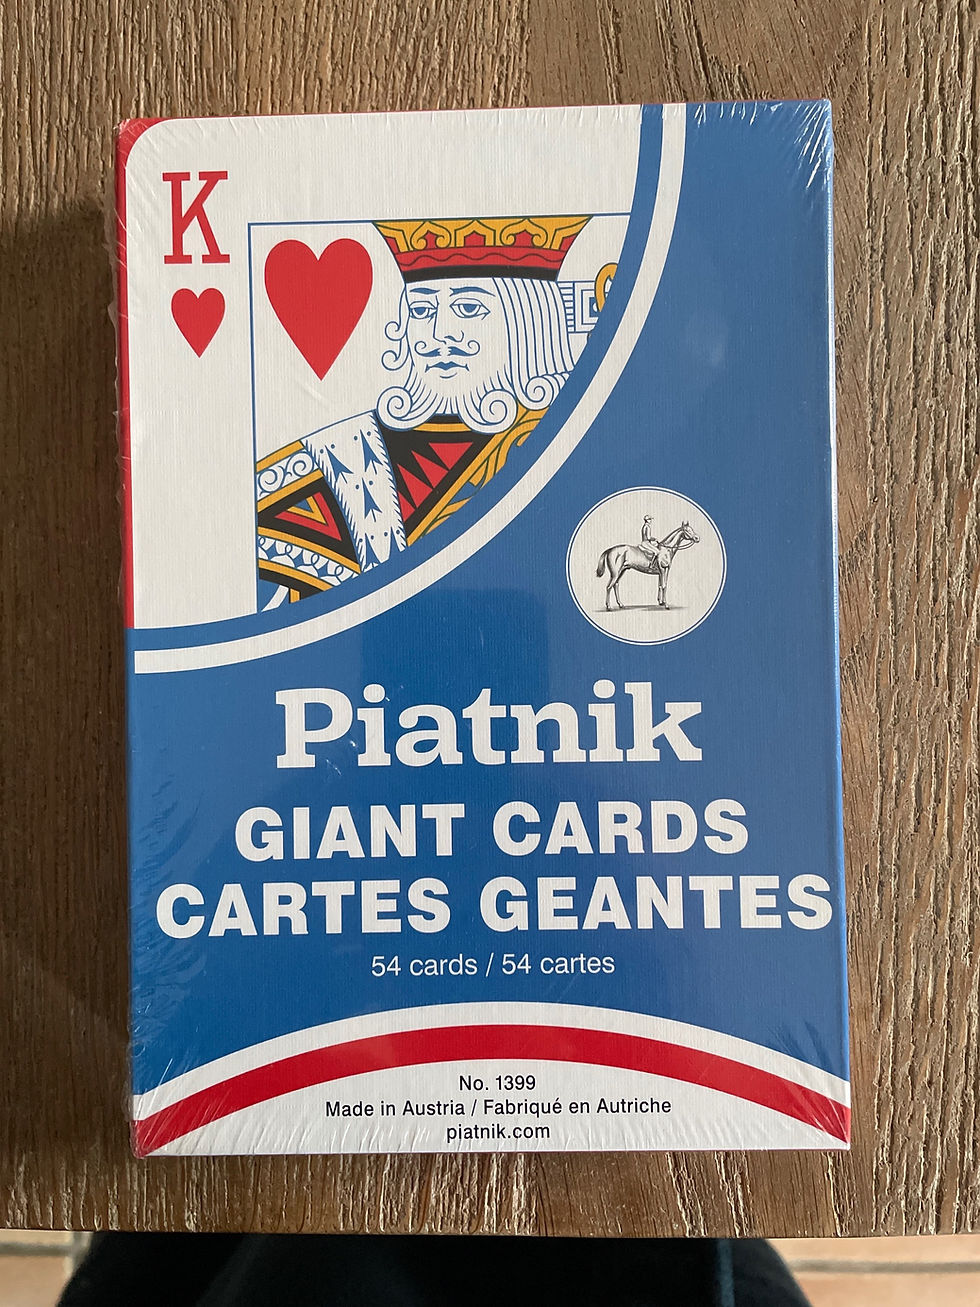 K
Piatnik
GIANT CARDS
CARTES GEANTES
54 cards / 54 cartes
No. 1399
Made in Austria / Fabriqué en Autriche
piatnik.com